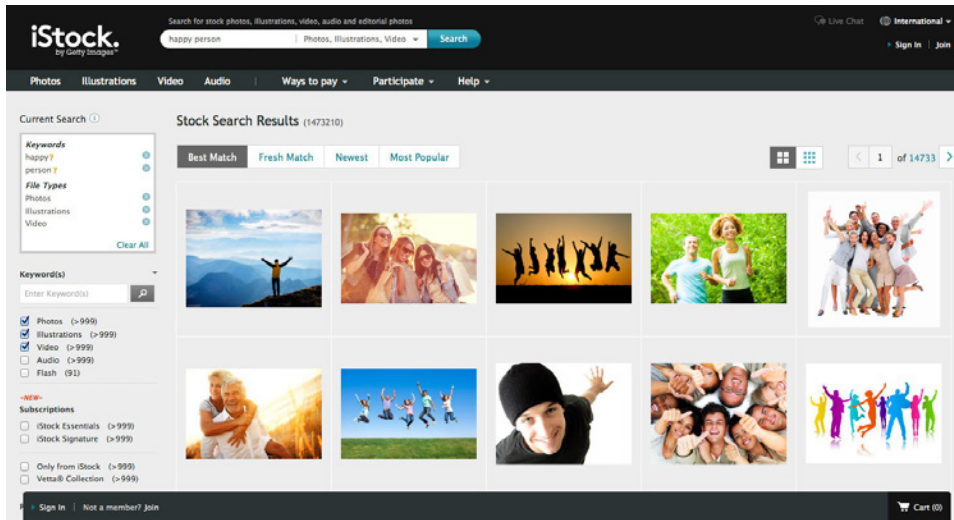 Search for stock photos, illustrations, video, audio and editorial photos
Live Chat
International
iStock.
by Getty Images™
happy person
Photos, Illustrations, Video
Search
Sign In | Join
Photos Illustrations Video Audio | Ways to pay Participate Help
Current Search
Stock Search Results (1473210)
Keywords
happy ?
person ?
File Types
Photos
Illustrations
Video
Clear All
Best Match Fresh Match Newest Most Popular
1 of 14733
Keyword(s)
Enter Keyword(s)
Photos (>999)
Illustrations (>999)
Video (>999)
Audio (>999)
Flash (91)
-NEW-
Subscriptions
iStock Essentials (>999)
iStock Signature (>999)
Only from iStock (>999)
Vetta® Collection (>999)
Sign In | Not a member? Join
Cart (0)